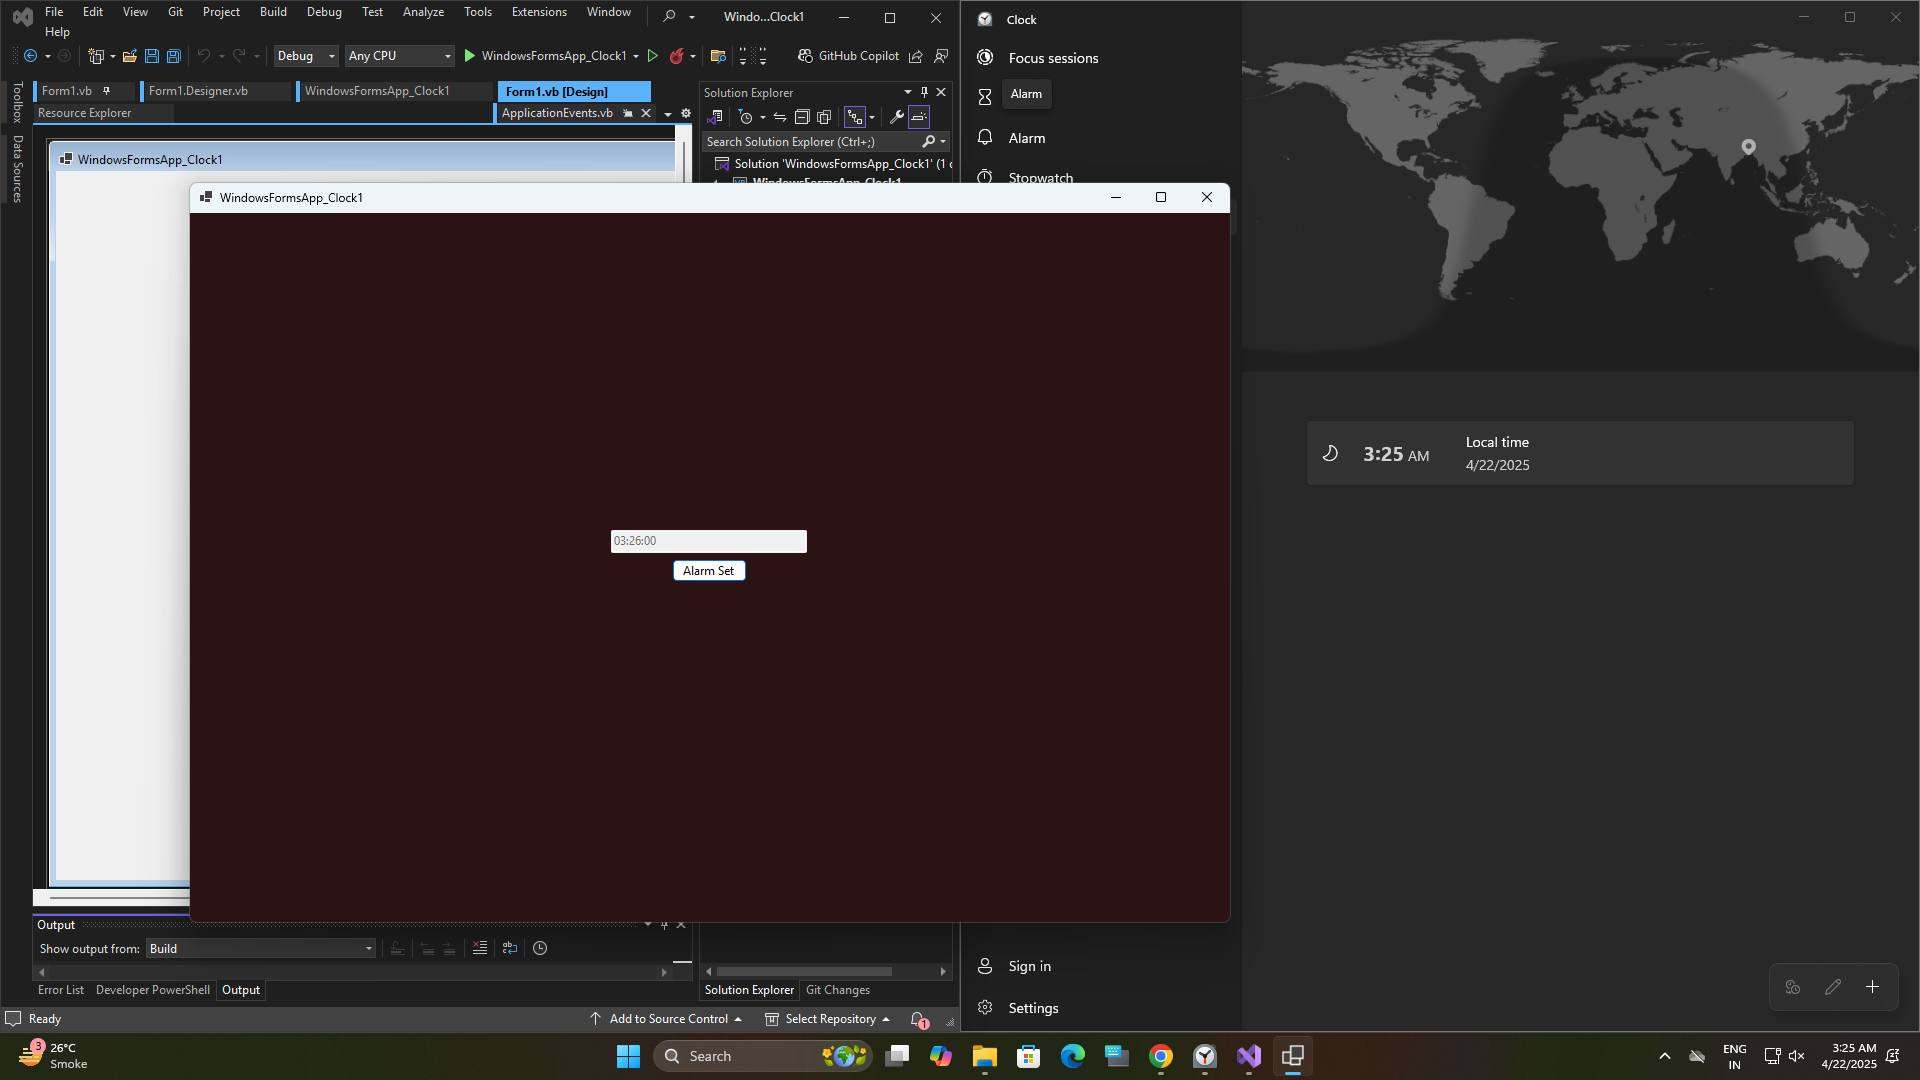 File Edit View Git Project Build Debug Test Analyze Tools Extensions Window Windo...Clock1
Help
Debug Any CPU WindowsFormsApp_Clock1 GitHub Copilot
Toolbox
Data Sources
Form1.vb Form1.Designer.vb WindowsFormsApp_Clock1 Form1.vb [Design]
Resource Explorer ApplicationEvents.vb
WindowsFormsApp_Clock1
Solution Explorer
Search Solution Explorer (Ctrl+;)
Solution 'WindowsFormsApp_Clock1' (1
WindowsFormsApp_Clock1
WindowsFormsApp_Clock1
03:26:00
Alarm Set
Output
Show output from: Build
Error List Developer PowerShell Output
Solution Explorer Git Changes
Ready Add to Source Control Select Repository 1
Clock
Focus sessions
Alarm
Alarm
Stopwatch
3:25 AM
Local time
4/22/2025
Sign in
Settings
3
26°C
Smoke
Search
ENG
IN
3:25 AM
4/22/2025